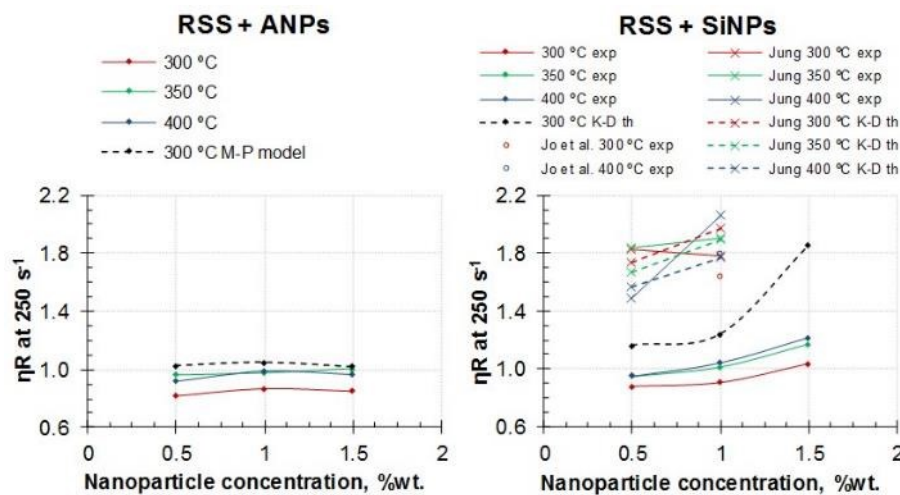 RSS + ANPs
300 ºC
350 ºC
400 ºC
300 ºC M-P model
2.2
1.8
1.4
1.0
0.6
ηR at 250 s⁻¹
0 0.5 1 1.5 2
Nanoparticle concentration, %wt.
RSS + SiNPs
300 ºC exp
350 ºC exp
400 ºC exp
300 ºC K-D th
Jo et al. 300 ºC exp
Jo et al. 400 ºC exp
Jung 300 ºC exp
Jung 350 ºC exp
Jung 400 ºC exp
Jung 300 ºC K-D th
Jung 350 ºC K-D th
Jung 400 ºC K-D th
2.2
1.8
1.4
1.0
0.6
ηR at 250 s⁻¹
0 0.5 1 1.5 2
Nanoparticle concentration, %wt.